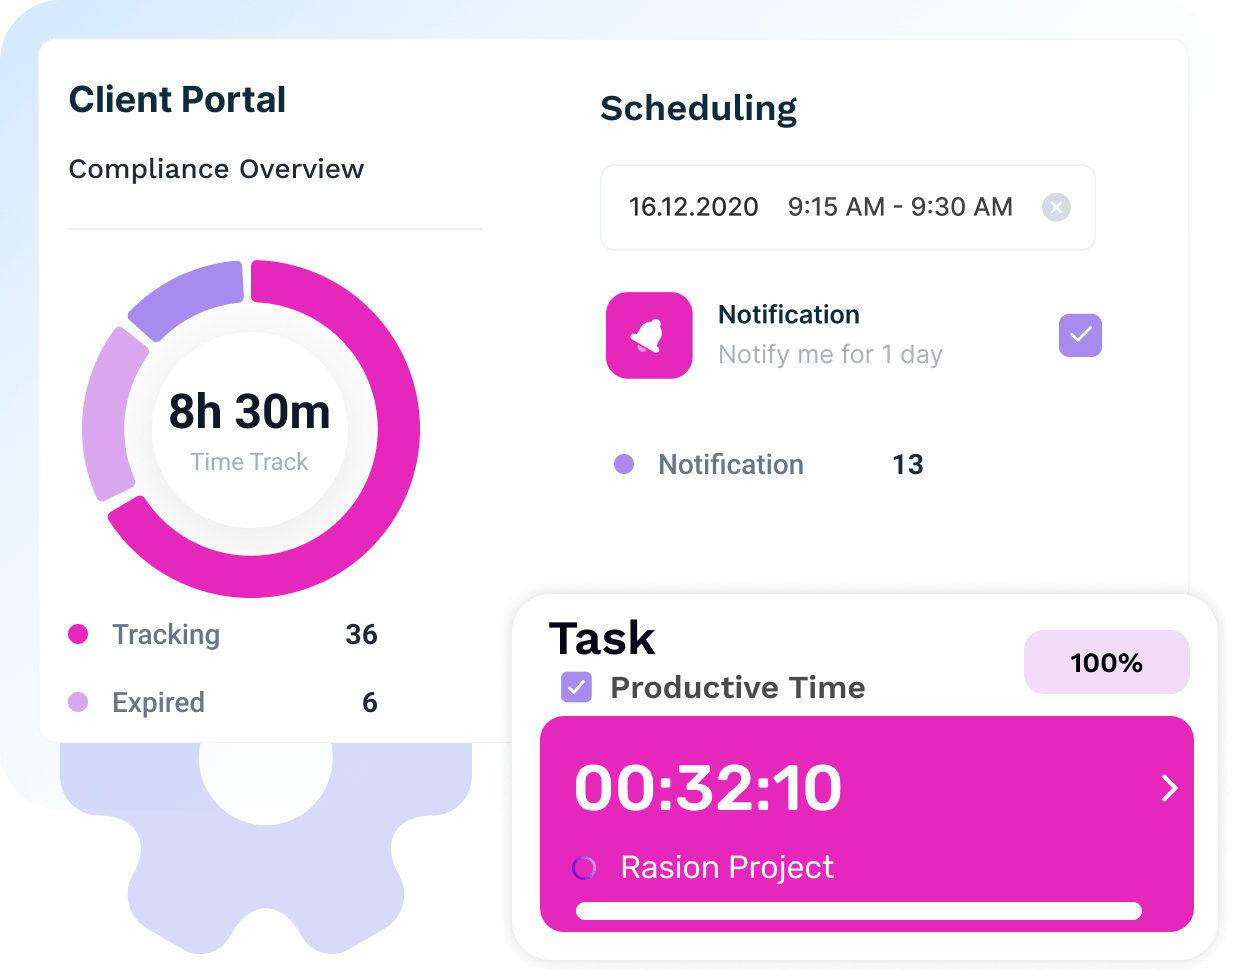 Client Portal
Compliance Overview
8h 30m
Time Track
Tracking 36
Expired 6
Scheduling
16.12.2020 9:15 AM - 9:30 AM
Notification
Notify me for 1 day
Notification 13
Task
100%
Productive Time
00:32:10
Rasion Project